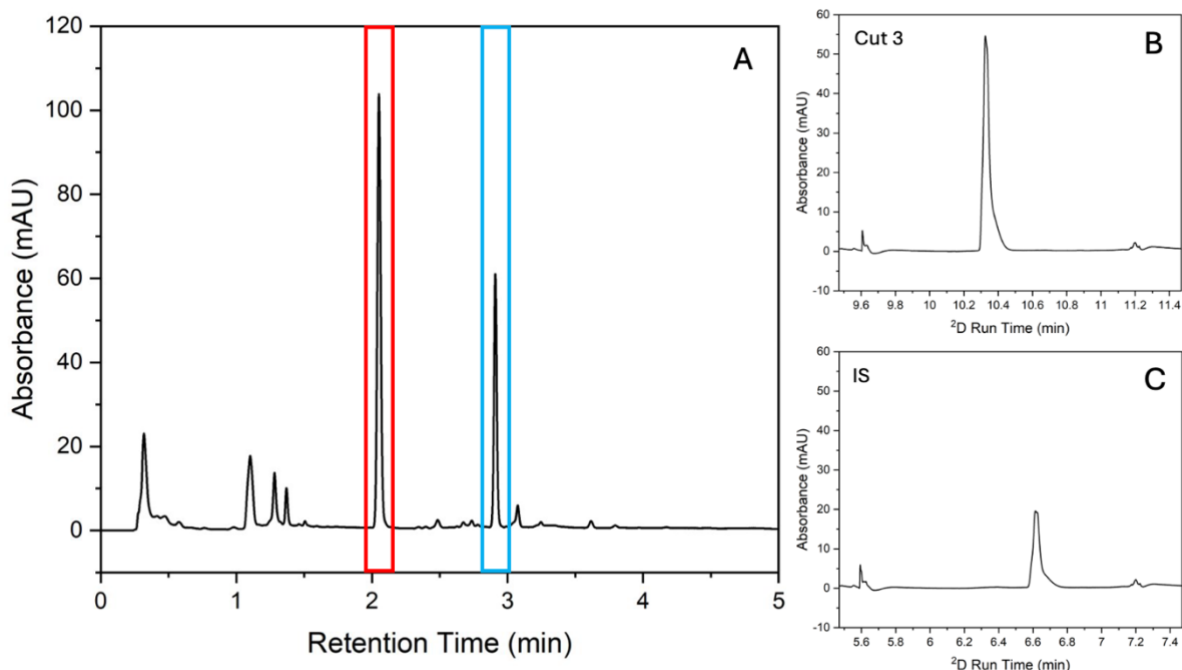 A
Absorbance (mAU)
120
100
80
60
40
20
0
0 1 2 3 4 5
Retention Time (min)
Cut 3
B
Absorbance (mAU)
60
50
40
30
20
10
0
-10
9.6 9.8 10 10.2 10.4 10.6 10.8 11 11.2 11.4
²D Run Time (min)
IS
C
Absorbance (mAU)
60
50
40
30
20
10
0
-10
5.6 5.8 6 6.2 6.4 6.6 6.8 7 7.2 7.4
²D Run Time (min)